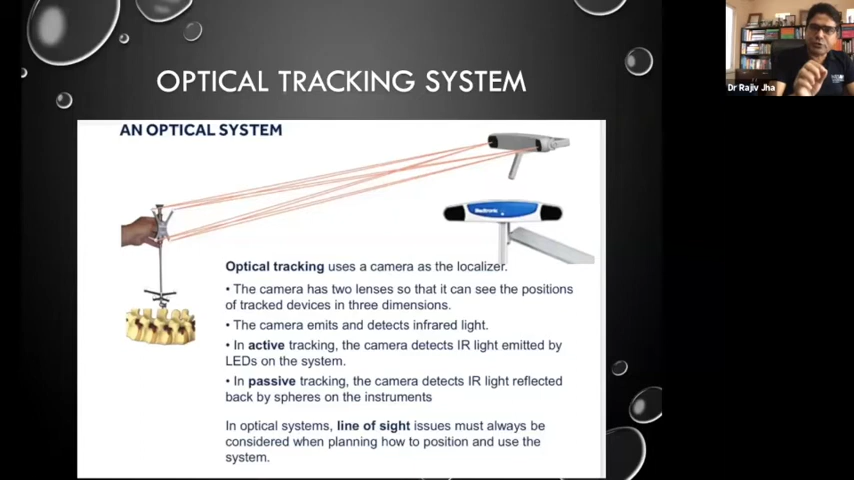 OPTICAL TRACKING SYSTEM
Dr Rajiv Jha
AN OPTICAL SYSTEM
Medtronic
Optical tracking uses a camera as the localizer.
• The camera has two lenses so that it can see the positions
of tracked devices in three dimensions.
• The camera emits and detects infrared light.
• In active tracking, the camera detects IR light emitted by
LEDs on the system.
• In passive tracking, the camera detects IR light reflected
back by spheres on the instruments
In optical systems, line of sight issues must always be
considered when planning how to position and use the
system.